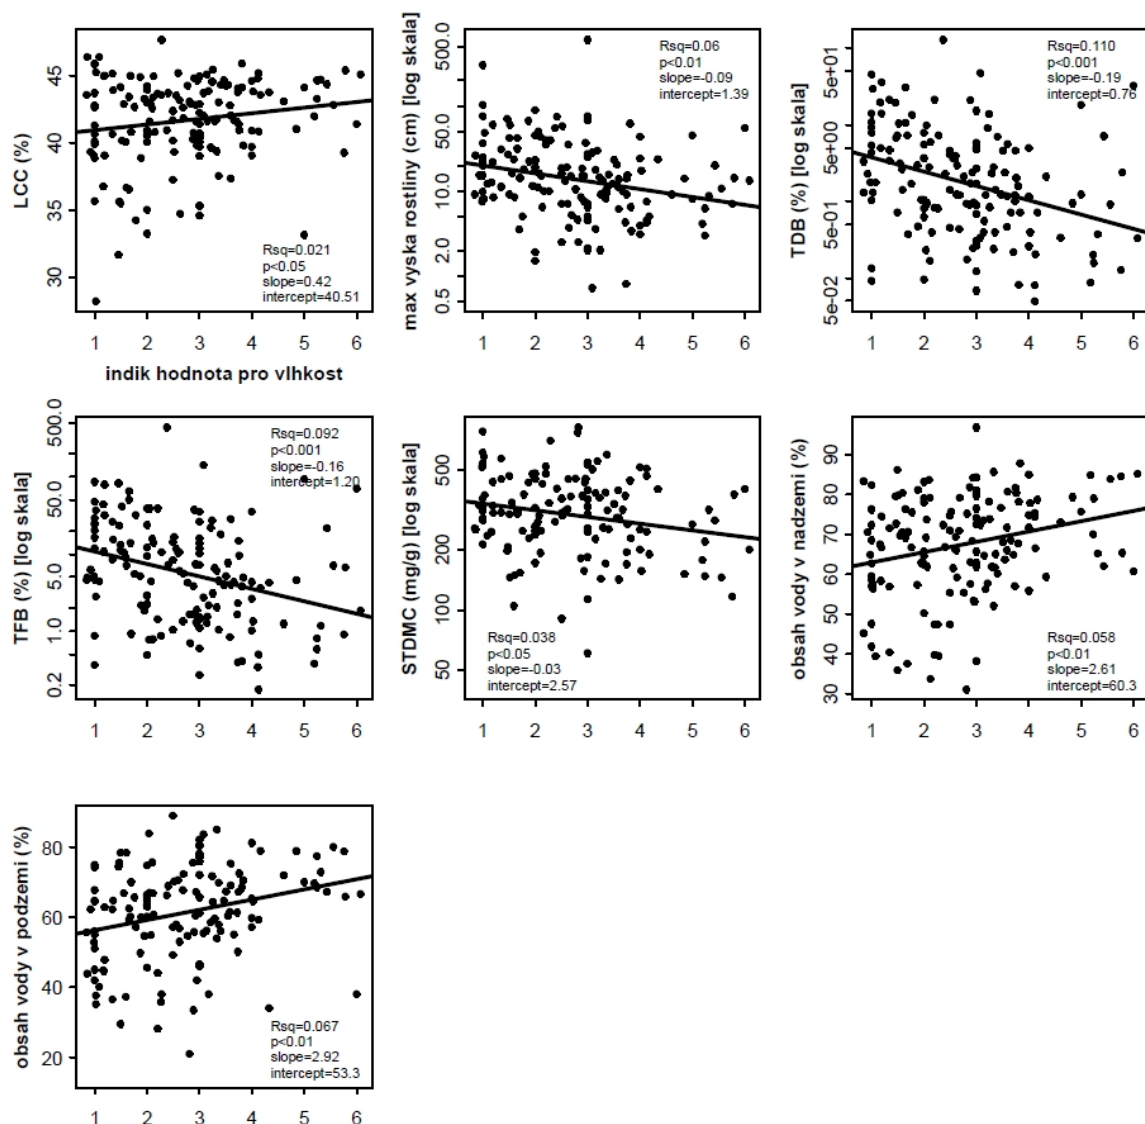 LCC (%)
45
40
35
30
Rsq=0.021
p<0.05
slope=0.42
intercept=40.51
1 2 3 4 5 6
indik hodnota pro vlhkost
max vyska rostliny (cm) [log skala]
500.0
50.0
10.0
2.0
0.5
Rsq=0.06
p<0.01
slope=-0.09
intercept=1.39
1 2 3 4 5 6
TDB (%) [log skala]
5e+01
5e+00
5e-01
5e-02
Rsq=0.110
p<0.001
slope=-0.19
intercept=0.76
1 2 3 4 5 6
TFB (%) [log skala]
500.0
50.0
5.0
1.0
0.2
Rsq=0.092
p<0.001
slope=-0.16
intercept=1.20
1 2 3 4 5 6
STDMC (mg/g) [log skala]
500
200
100
50
Rsq=0.038
p<0.05
slope=-0.03
intercept=2.57
1 2 3 4 5 6
obsah vody v nadzemi (%)
90
80
70
60
50
40
30
Rsq=0.058
p<0.01
slope=2.61
intercept=60.3
1 2 3 4 5 6
obsah vody v podzemi (%)
80
60
40
20
Rsq=0.067
p<0.01
slope=2.92
intercept=53.3
1 2 3 4 5 6